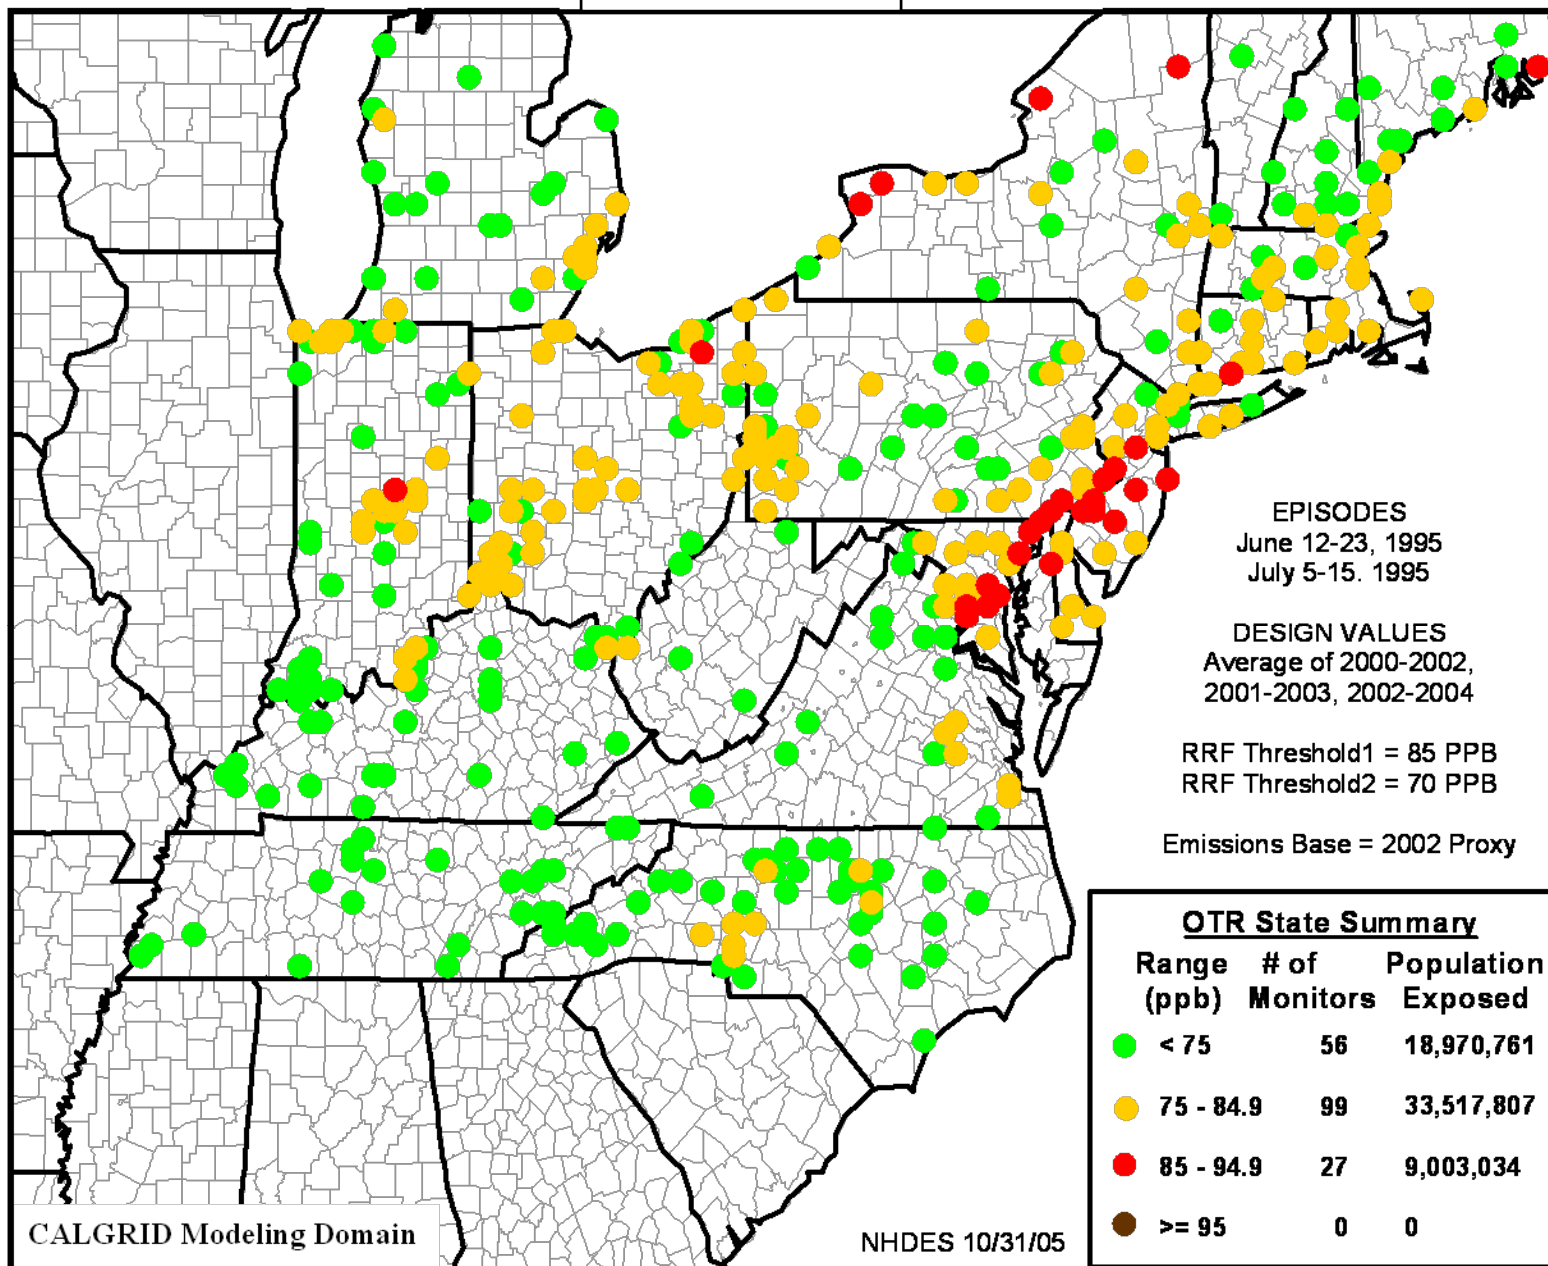 EPISODES
June 12-23, 1995
July 5-15. 1995
DESIGN VALUES
Average of 2000-2002,
2001-2003, 2002-2004
RRF Threshold1 = 85 PPB
RRF Threshold2 = 70 PPB
Emissions Base = 2002 Proxy
OTR State Summary
Range # of Population
(ppb) Monitors Exposed
< 75 56 18,970,761
75 - 84.9 99 33,517,807
85 - 94.9 27 9,003,034
>= 95 0 0
CALGRID Modeling Domain
NHDES 10/31/05